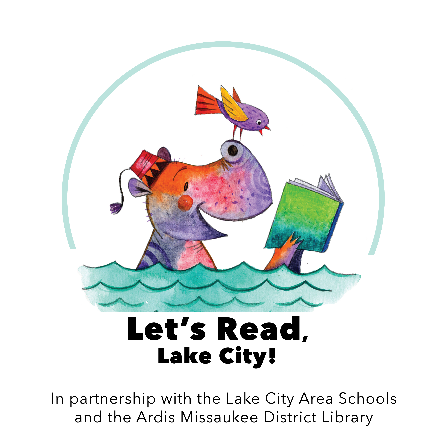 Let's Read,
Lake City!
In partnership with the Lake City Area Schools
and the Ardis Missaukee District Library